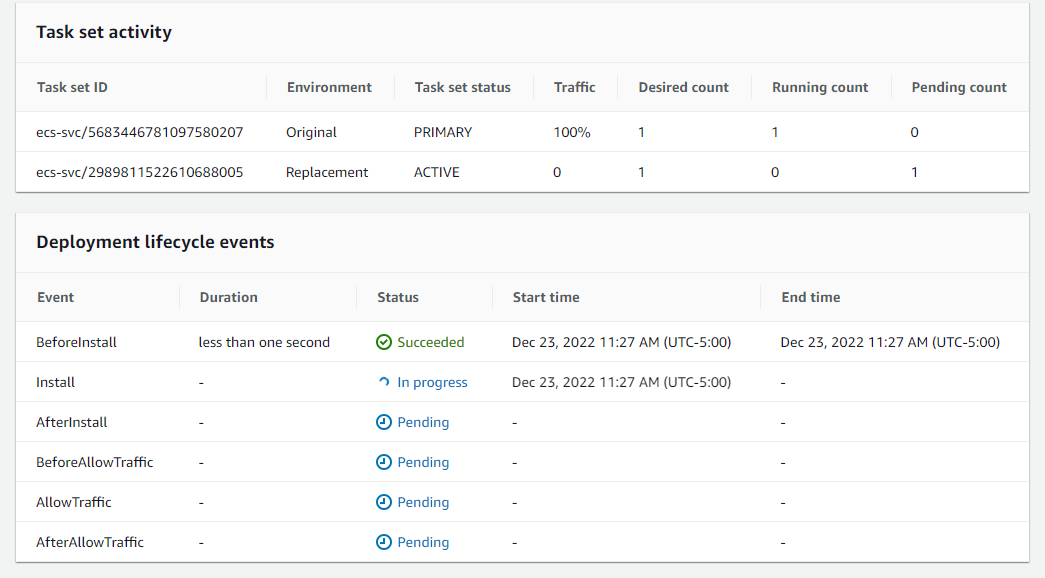 Task set activity
Task set ID Environment Task set status Traffic Desired count Running count Pending count
ecs-svc/5683446781097580207 Original PRIMARY 100% 1 1 0
ecs-svc/2989811522610688005 Replacement ACTIVE 0 1 0 1
Deployment lifecycle events
Event Duration Status Start time End time
BeforeInstall less than one second Succeeded Dec 23, 2022 11:27 AM (UTC-5:00) Dec 23, 2022 11:27 AM (UTC-5:00)
Install - In progress Dec 23, 2022 11:27 AM (UTC-5:00) -
AfterInstall - Pending - -
BeforeAllowTraffic - Pending - -
AllowTraffic - Pending - -
AfterAllowTraffic - Pending - -